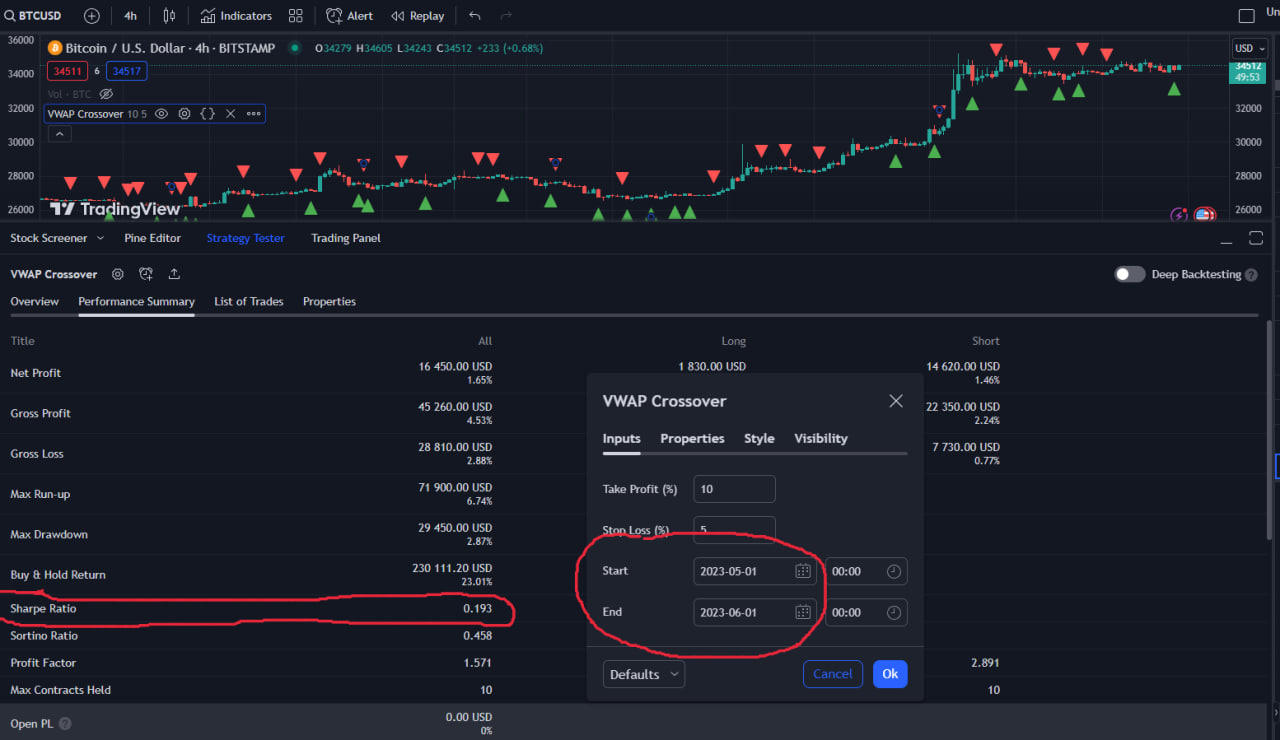 BTCUSD 4h Indicators Alert Replay Un
36000 Bitcoin / U.S. Dollar · 4h · BITSTAMP O34279 H34605 L34243 C34512 +233 (+0.68%) USD
34000 34511 6 34517 34512
49:53
Vol · BTC
32000 VWAP Crossover 10 5 32000
30000 30000
28000 28000
26000 TradingView 26000
Stock Screener Pine Editor Strategy Tester Trading Panel
VWAP Crossover Deep Backtesting
Overview Performance Summary List of Trades Properties
Title All Long Short
Net Profit 16 450.00 USD 1 830.00 USD 14 620.00 USD
1.65% 1.46%
Gross Profit 45 260.00 USD 22 350.00 USD
4.53% 2.24%
Gross Loss 28 810.00 USD 7 730.00 USD
2.88% 0.77%
Max Run-up 71 900.00 USD
6.74%
Max Drawdown 29 450.00 USD
2.87%
Buy & Hold Return 230 111.20 USD
23.01%
Sharpe Ratio 0.193
Sortino Ratio 0.458
Profit Factor 1.571 2.891
Max Contracts Held 10 10
Open PL 0.00 USD
0%
VWAP Crossover
Inputs Properties Style Visibility
Take Profit (%) 10
Stop Loss (%) 5
Start 2023-05-01 00:00
End 2023-06-01 00:00
Defaults Cancel Ok